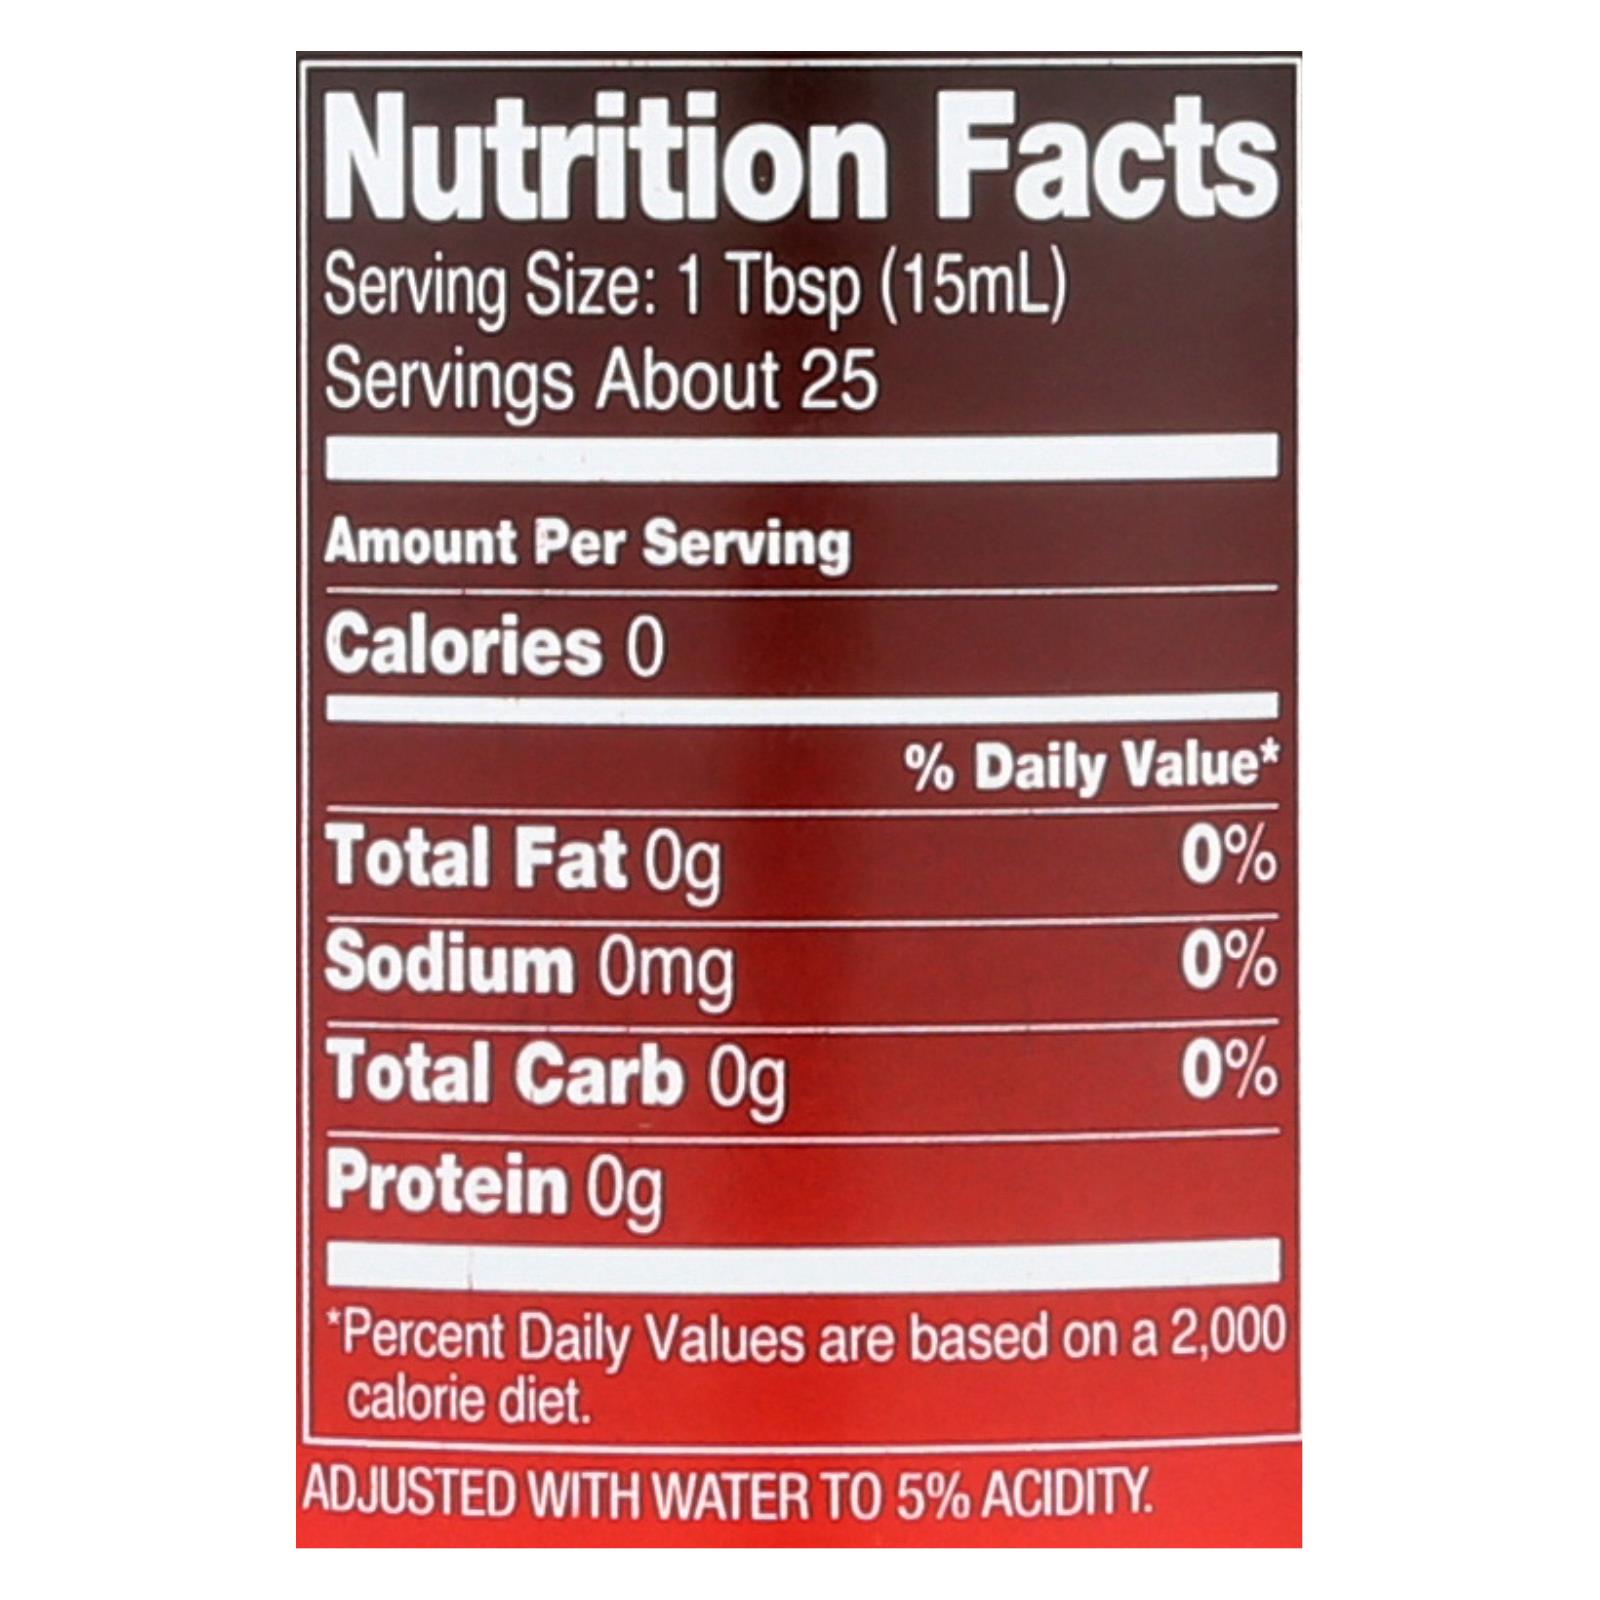 Nutrition Facts
Serving Size: 1 Tbsp (15mL)
Servings About 25
Amount Per Serving
Calories 0
% Daily Value*
Total Fat 0g 0%
Sodium 0mg 0%
Total Carb 0g 0%
Protein 0g
*Percent Daily Values are based on a 2,000
calorie diet.
ADJUSTED WITH WATER TO 5% ACIDITY.